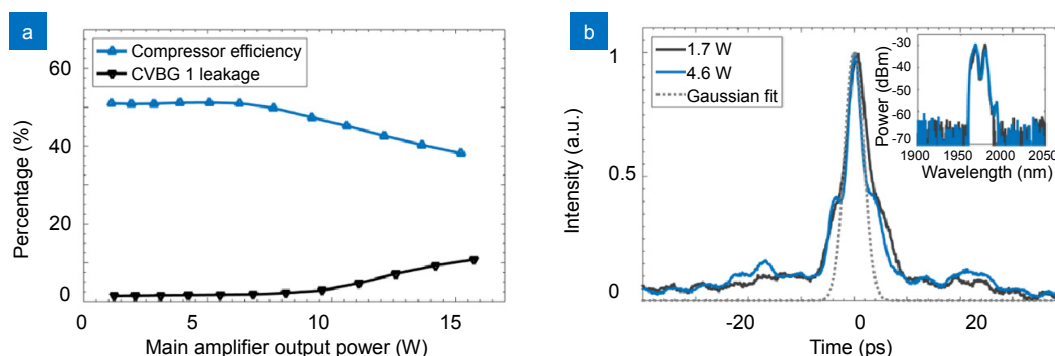 a
60
40
20
0
Percentage (%)
Compressor efficiency
CVBG 1 leakage
0 5 10 15
Main amplifier output power (W)
b
1
0.5
0
Intensity (a.u.)
1.7 W
4.6 W
Gaussian fit
-20 0 20
Time (ps)
-30
-40
-50
-60
-70
Power (dBm)
1900 1950 2000 2050
Wavelength (nm)